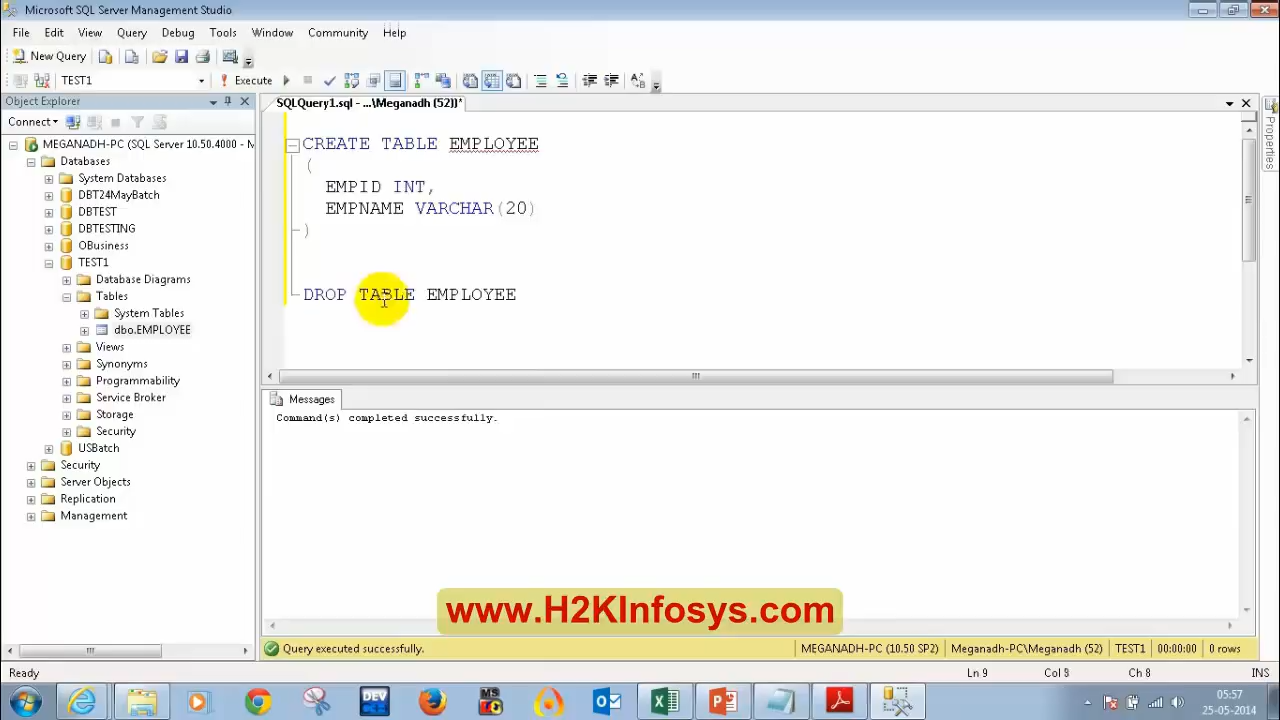 Microsoft SQL Server Management Studio
File Edit View Query Debug Tools Window Community Help
New Query
TEST1 Execute
Object Explorer
SQLQuery1.sql - ...\Meganadh (52))*
Connect
MEGANADH-PC (SQL Server 10.50.4000 - M
Databases
System Databases
DBT24MayBatch
DBTEST
DBTESTING
OBusiness
TEST1
Database Diagrams
Tables
System Tables
dbo.EMPLOYEE
Views
Synonyms
Programmability
Service Broker
Storage
Security
USBatch
Security
Server Objects
Replication
Management
CREATE TABLE EMPLOYEE
(
EMPID INT,
EMPNAME VARCHAR(20)
)
DROP TABLE EMPLOYEE
Properties
Messages
Command(s) completed successfully.
www.H2KInfosys.com
Query executed successfully.
MEGANADH-PC (10.50 SP2) Meganadh-PC\Meganadh (52) TEST1 00:00:00 0 rows
Ready Ln 9 Ch 8 INS
DEV
MS
05:57
25-05-2014